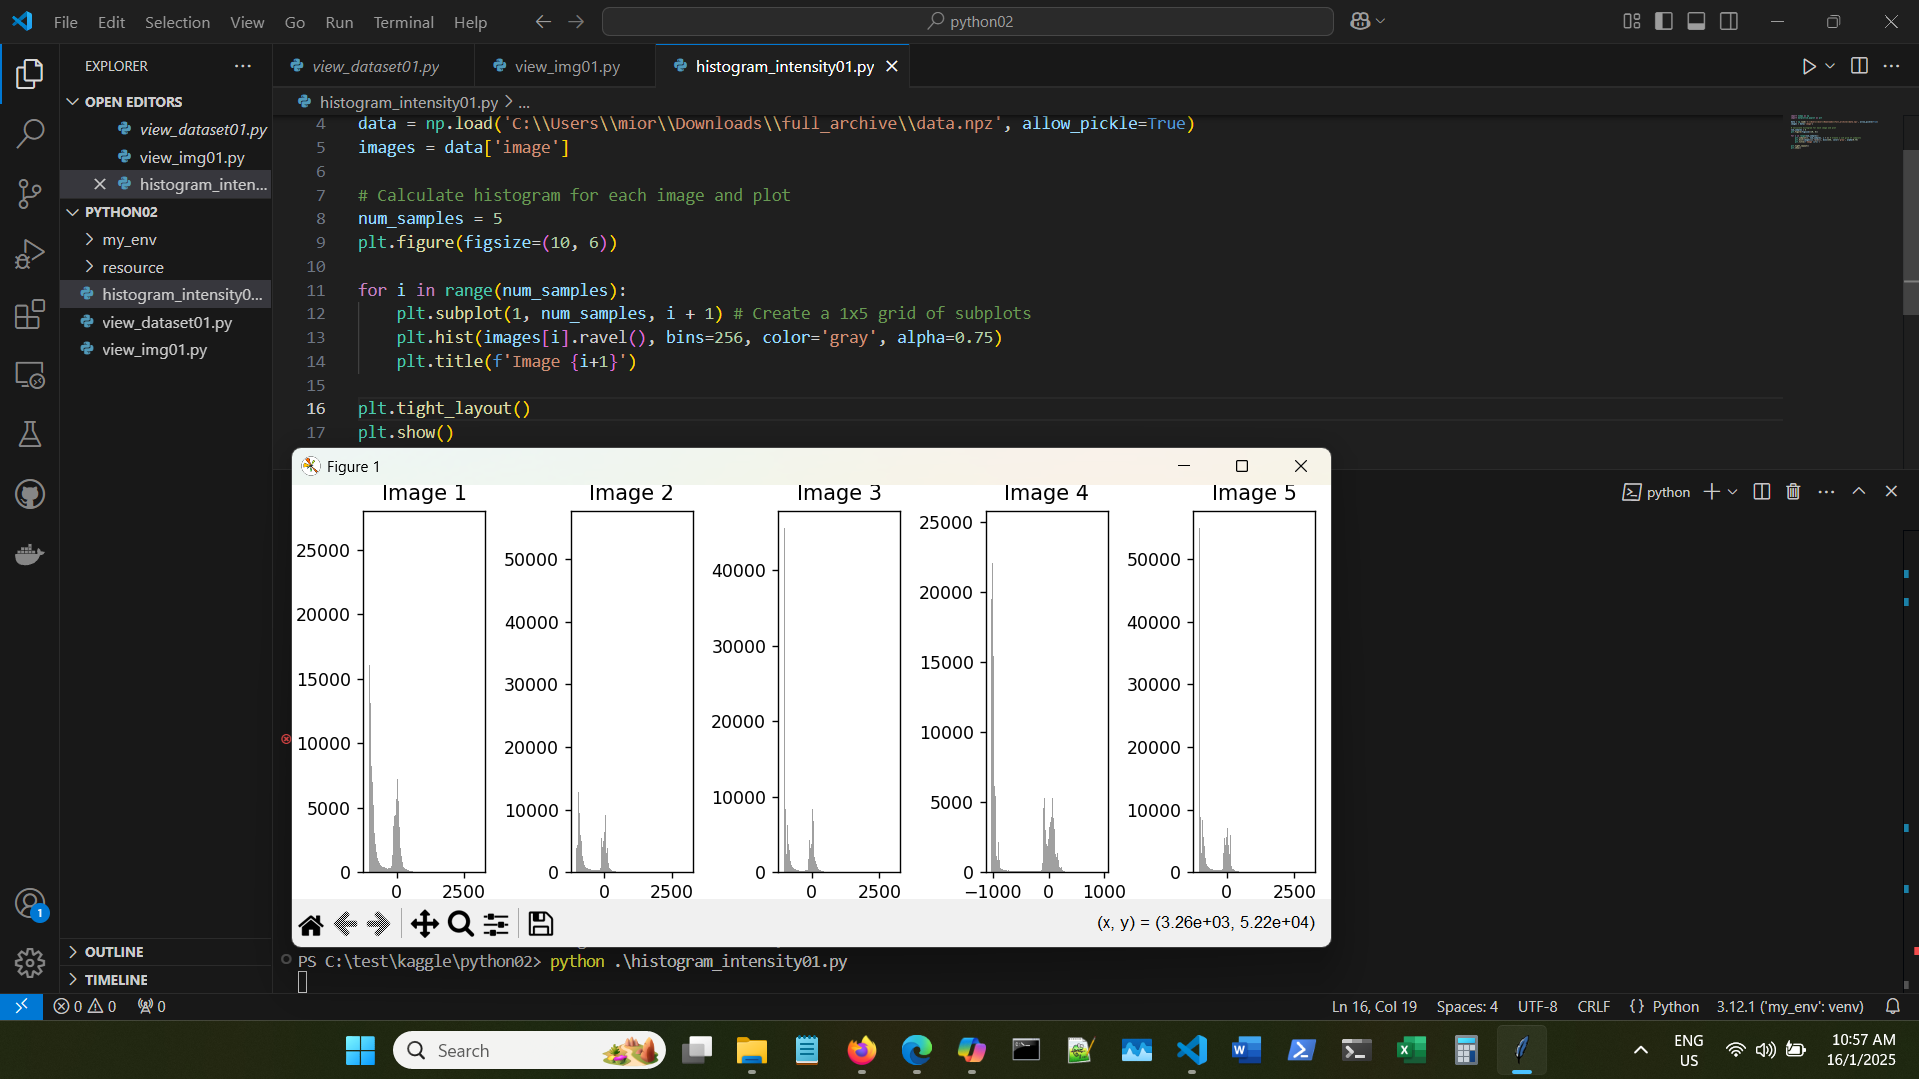 File Edit Selection View Go Run Terminal Help
python02
EXPLORER
OPEN EDITORS
view_dataset01.py
view_img01.py
histogram_inten...
PYTHON02
my_env
resource
histogram_intensity0...
view_dataset01.py
view_img01.py
OUTLINE
TIMELINE
view_dataset01.py view_img01.py histogram_intensity01.py
histogram_intensity01.py > ...
4 data = np.load('C:\\Users\\mior\\Downloads\\full_archive\\data.npz', allow_pickle=True)
5 images = data['image']
6
7 # Calculate histogram for each image and plot
8 num_samples = 5
9 plt.figure(figsize=(10, 6))
10
11 for i in range(num_samples):
12 plt.subplot(1, num_samples, i + 1) # Create a 1x5 grid of subplots
13 plt.hist(images[i].ravel(), bins=256, color='gray', alpha=0.75)
14 plt.title(f'Image {i+1}')
15
16 plt.tight_layout()
17 plt.show()
python
Figure 1
Image 1
25000
20000
15000
10000
5000
0
0 2500
Image 2
50000
40000
30000
20000
10000
0
0 2500
Image 3
40000
30000
20000
10000
0
0 2500
Image 4
25000
20000
15000
10000
5000
0
−1000 0 1000
Image 5
50000
40000
30000
20000
10000
0
0 2500
(x, y) = (3.26e+03, 5.22e+04)
PS C:\test\kaggle\python02> python .\histogram_intensity01.py
1
0 0 0
Ln 16, Col 19 Spaces: 4 UTF-8 CRLF {} Python 3.12.1 ('my_env': venv)
Search
ENG
US
10:57 AM
16/1/2025